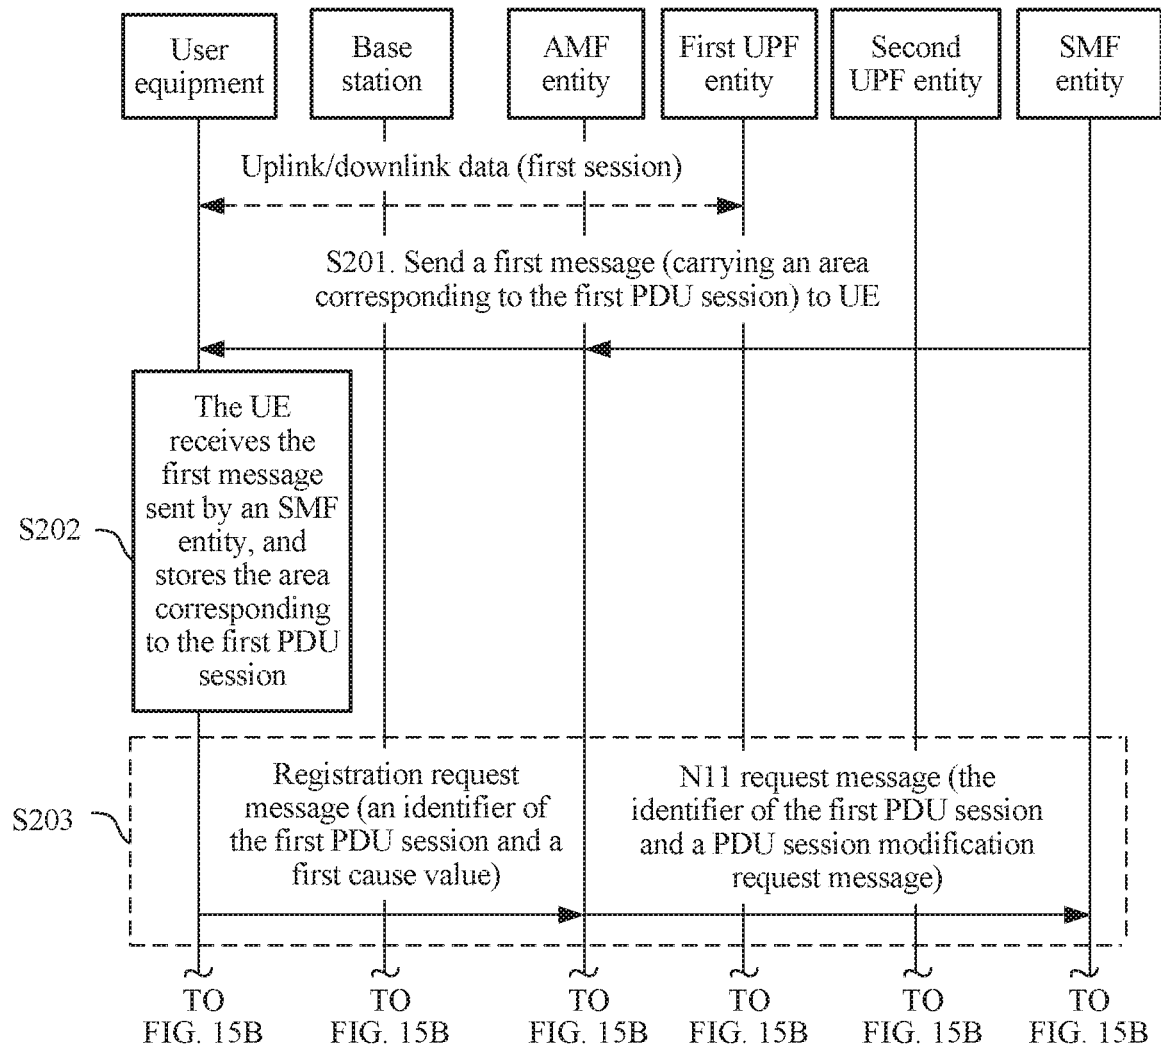 User
equipment
Base
station
AMF
entity
First UPF
entity
Second
UPF entity
SMF
entity
Uplink/downlink data (first session)
S201. Send a first message (carrying an area
corresponding to the first PDU session) to UE
The UE
receives the
first message
sent by an SMF
entity, and
stores the area
corresponding
to the first PDU
session
S202
Registration request
message (an identifier of
the first PDU session and a
first cause value)
N11 request message (the
identifier of the first PDU session
and a PDU session modification
request message)
S203
TO
FIG. 15B
TO
FIG. 15B
TO
FIG. 15B
TO
FIG. 15B
TO
FIG. 15B
TO
FIG. 15B